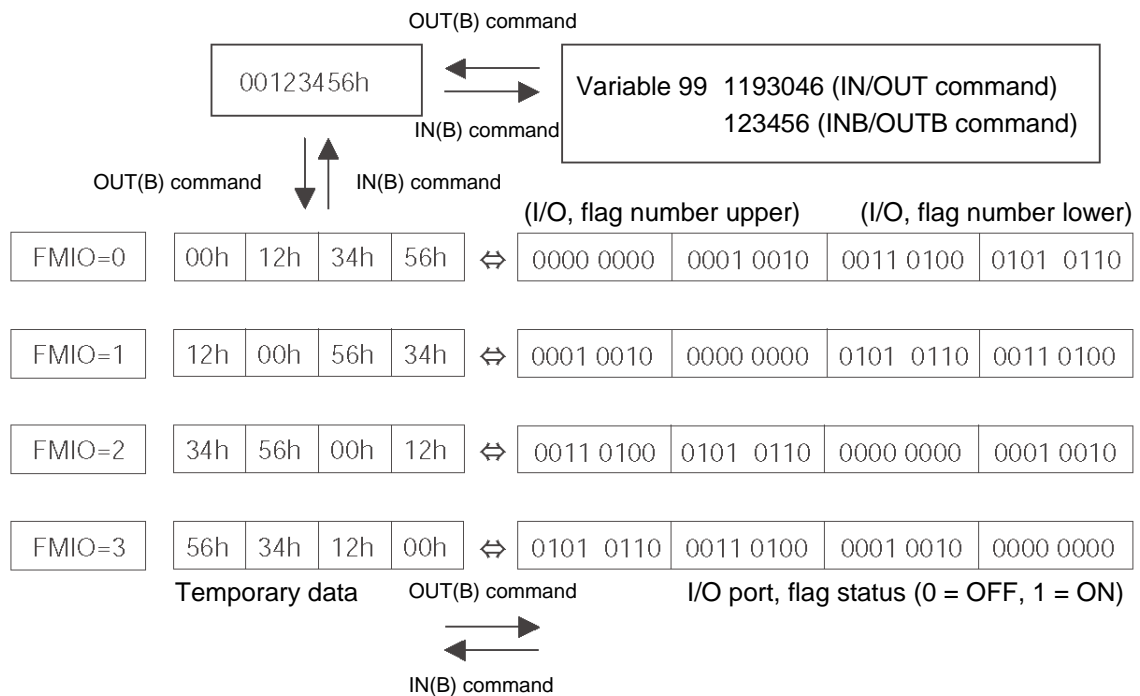 OUT(B) command
00123456h
Variable 99 1193046 (IN/OUT command)
123456 (INB/OUTB command)
IN(B) command
OUT(B) command IN(B) command
(I/O, flag number upper) (I/O, flag number lower)
FMIO=0 00h 12h 34h 56h ⇔ 0000 0000 0001 0010 0011 0100 0101 0110
FMIO=1 12h 00h 56h 34h ⇔ 0001 0010 0000 0000 0101 0110 0011 0100
FMIO=2 34h 56h 00h 12h ⇔ 0011 0100 0101 0110 0000 0000 0001 0010
FMIO=3 56h 34h 12h 00h ⇔ 0101 0110 0011 0100 0001 0010 0000 0000
Temporary data OUT(B) command I/O port, flag status (0 = OFF, 1 = ON)
IN(B) command